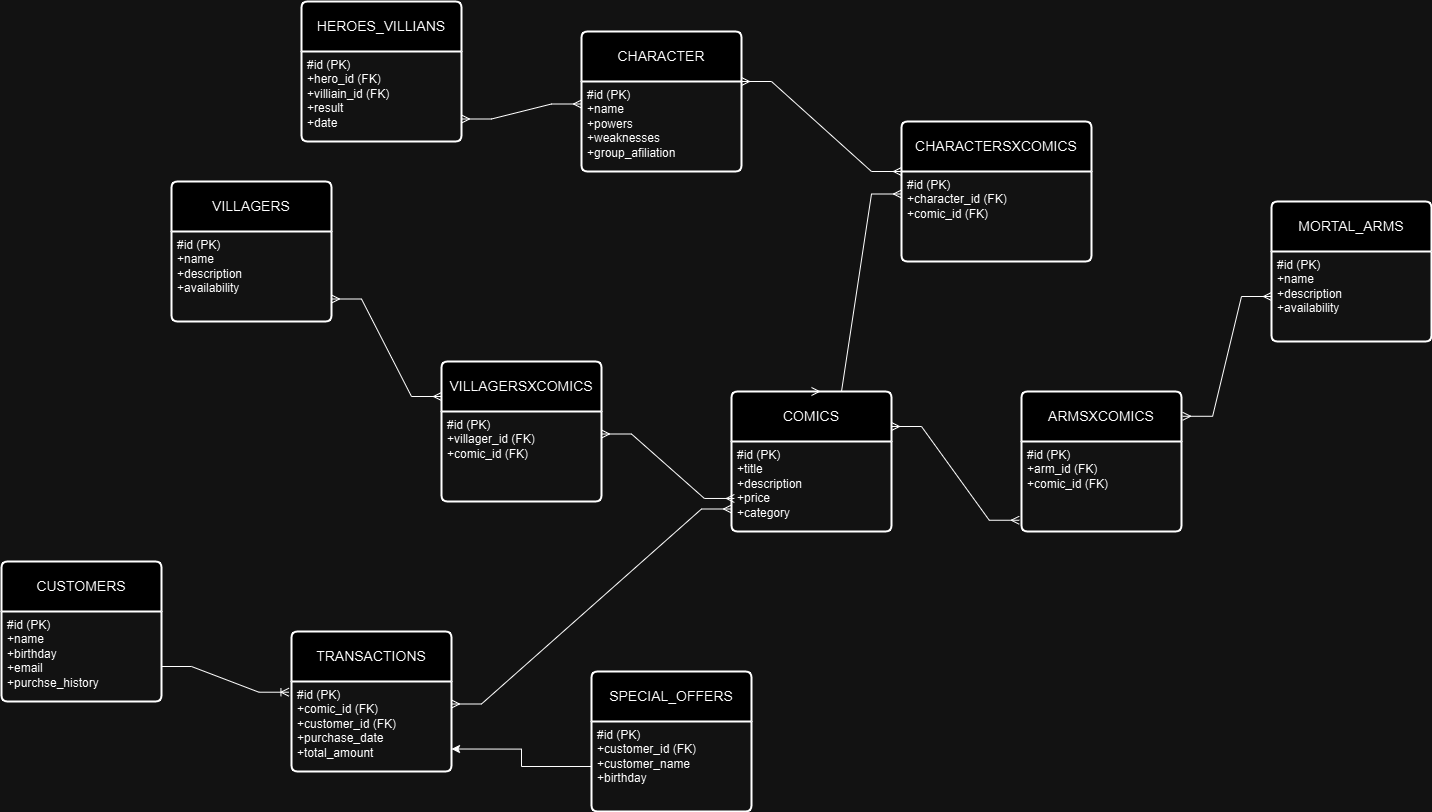 HEROES_VILLIANS
#id (PK)
+hero_id (FK)
+villiain_id (FK)
+result
+date
CHARACTER
#id (PK)
+name
+powers
+weaknesses
+group_afiliation
CHARACTERSXCOMICS
#id (PK)
+character_id (FK)
+comic_id (FK)
VILLAGERS
#id (PK)
+name
+description
+availability
MORTAL_ARMS
#id (PK)
+name
+description
+availability
VILLAGERSXCOMICS
#id (PK)
+villager_id (FK)
+comic_id (FK)
COMICS
#id (PK)
+title
+description
+price
+category
ARMSXCOMICS
#id (PK)
+arm_id (FK)
+comic_id (FK)
CUSTOMERS
#id (PK)
+name
+birthday
+email
+purchse_history
TRANSACTIONS
#id (PK)
+comic_id (FK)
+customer_id (FK)
+purchase_date
+total_amount
SPECIAL_OFFERS
#id (PK)
+customer_id (FK)
+customer_name
+birthday